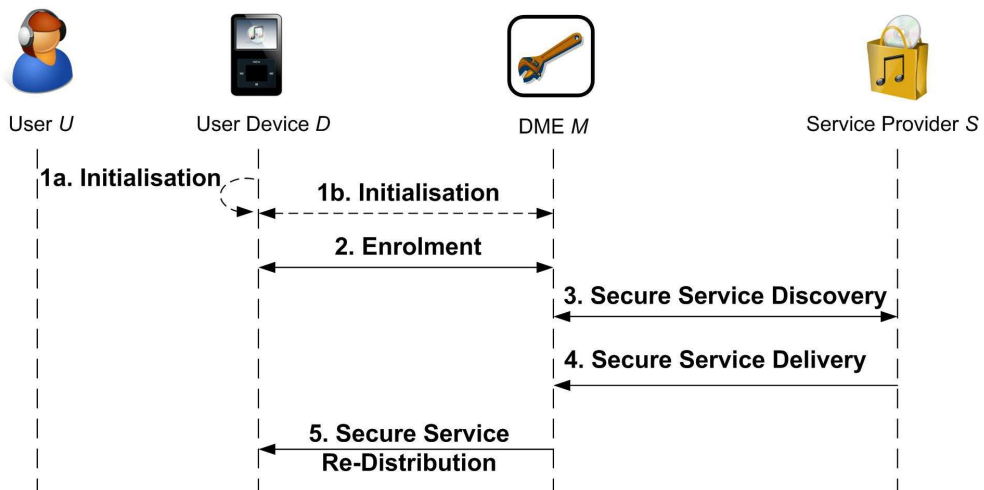 User U
User Device D
DME M
Service Provider S
1a. Initialisation
1b. Initialisation
2. Enrolment
3. Secure Service Discovery
4. Secure Service Delivery
5. Secure Service
Re-Distribution